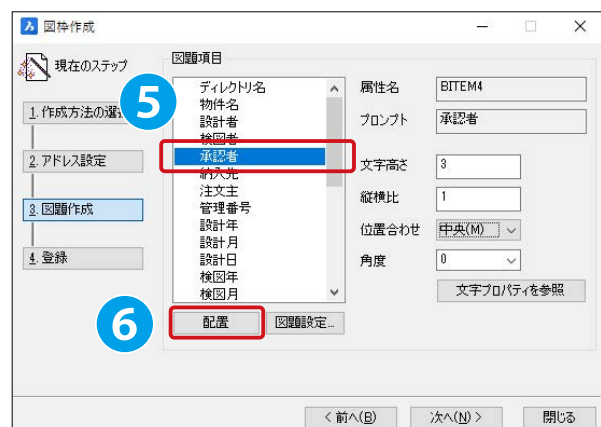 図枠作成
現在のステップ
1. 作成方法の選
2. アドレス設定
3. 図題作成
4. 登録
5
図題項目
ディレクトリ名
物件名
設計者
検図者
承認者
納入先
注文主
管理番号
設計年
設計月
設計日
検図年
検図月
6
配置
図題設定...
属性名 BITEM4
プロンプト 承認者
文字高さ 3
縦横比 1
位置合わせ 中央(M)
角度 0
文字プロパティを参照
< 前へ(B)
次へ(N) >
閉じる